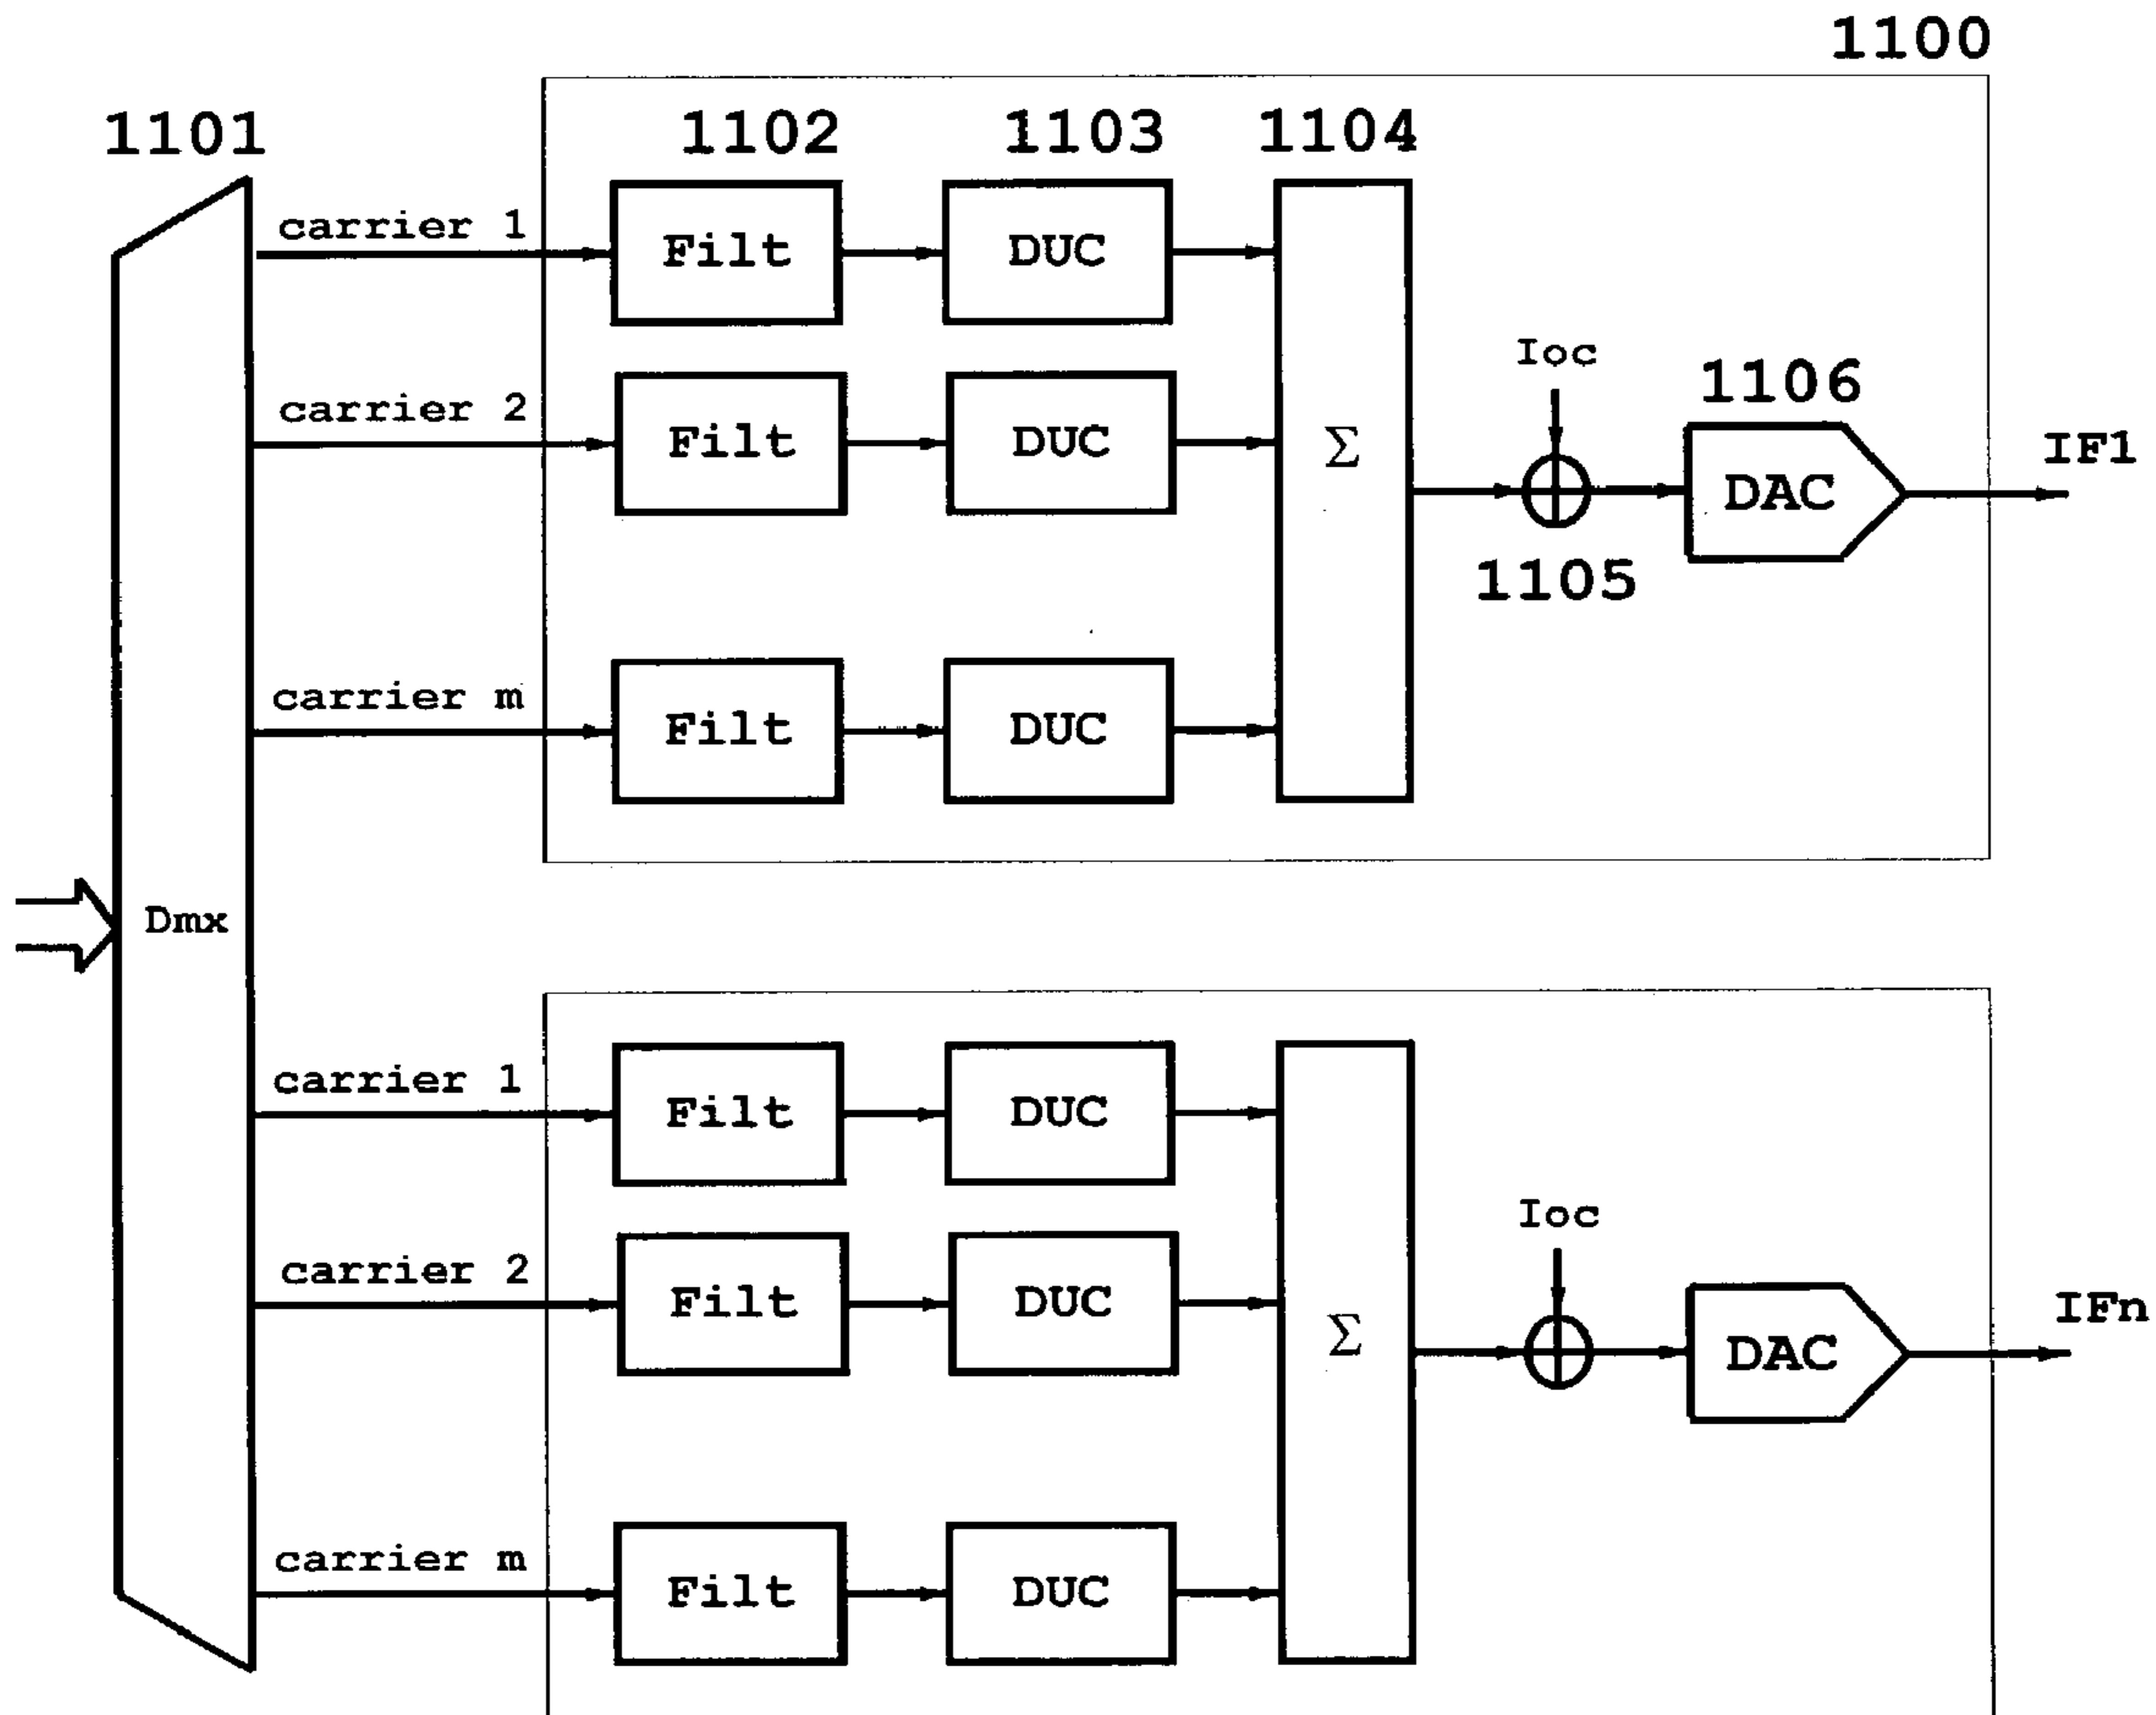 1100
1101
1102
1103
1104
carrier 1
Filt
DUC
Ioc
1106
carrier 2
Filt
DUC
Σ
DAC
IF1
1105
carrier m
Filt
DUC
Dmx
carrier 1
Filt
DUC
Ioc
carrier 2
Filt
DUC
Σ
DAC
IFn
carrier m
Filt
DUC